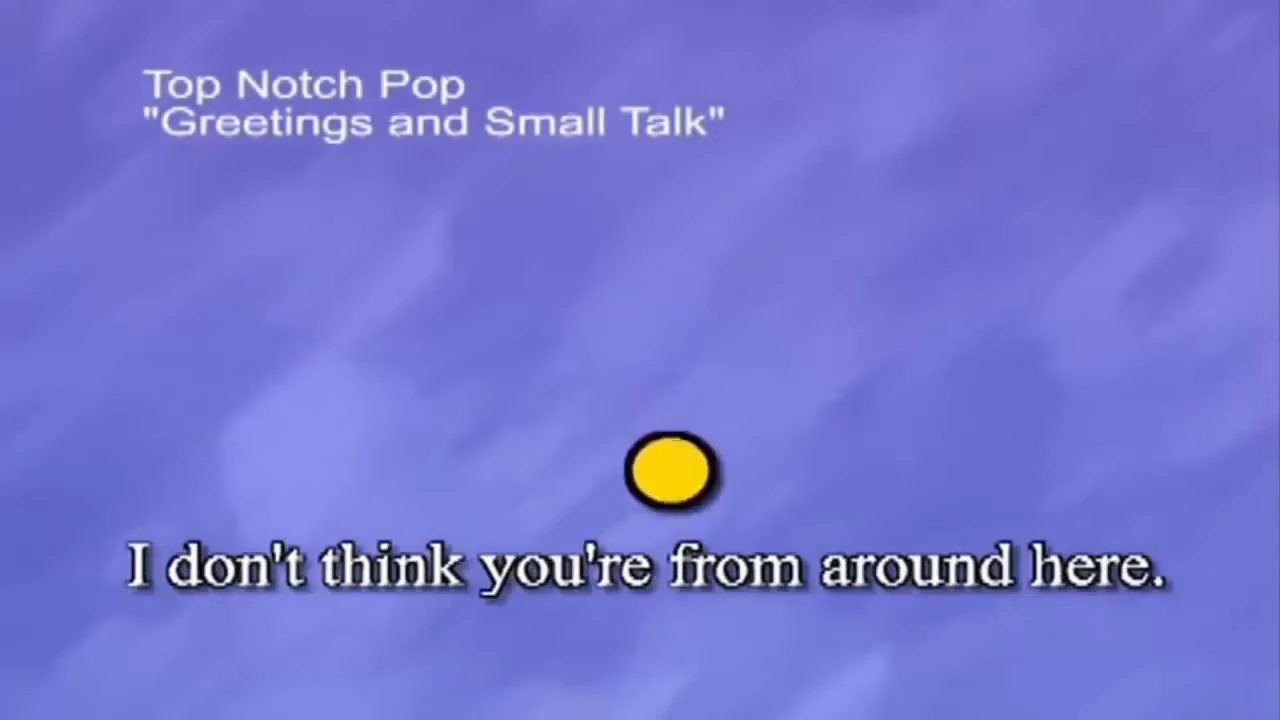 Top Notch Pop
"Greetings and Small Talk"
I don't think you're from around here.